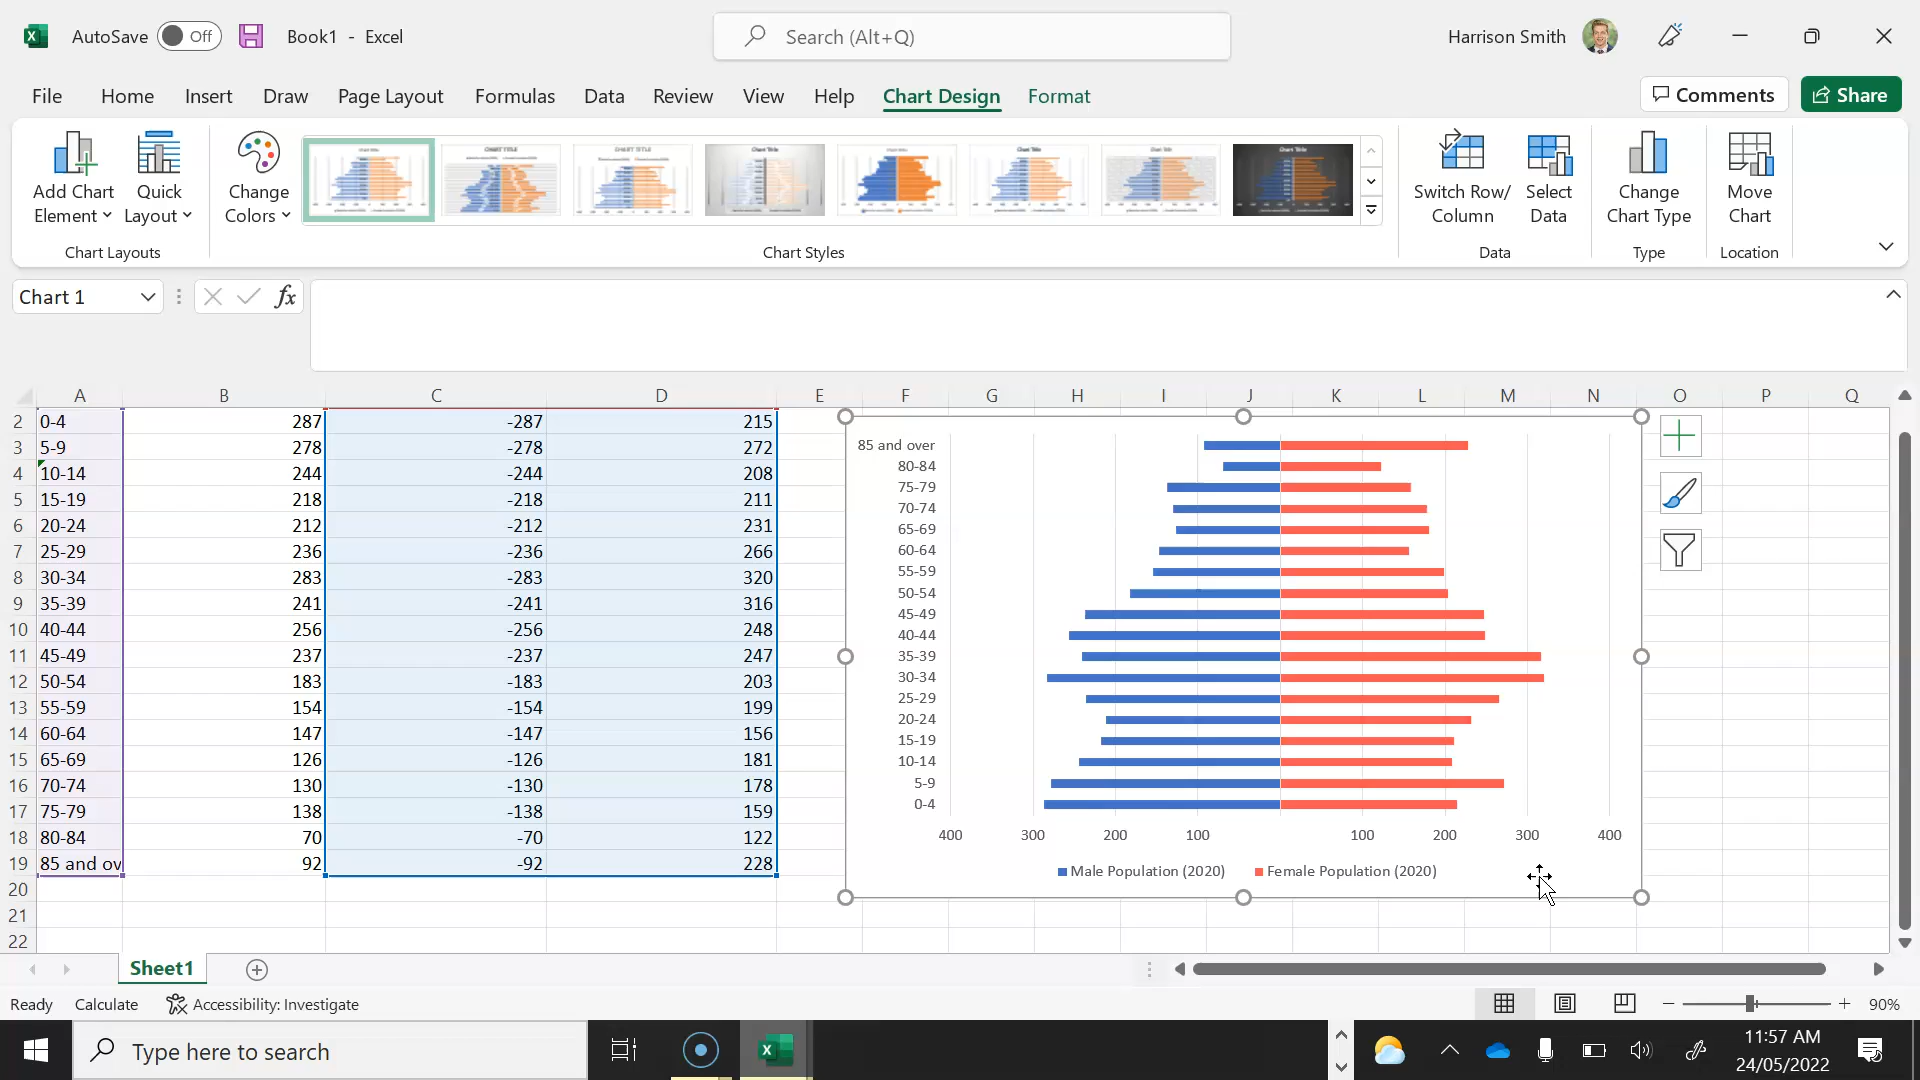 AutoSave Off Book1 - Excel Search (Alt+Q) Harrison Smith
File Home Insert Draw Page Layout Formulas Data Review View Help Chart Design Format Comments Share
Add Chart Element Quick Layout Change Colors Switch Row/ Column Select Data Change Chart Type Move Chart
Chart Layouts Chart Styles Data Type Location
Chart 1 fx
A B C D E F G H I J K L M N O P Q
2 0-4 287 -287 215
3 5-9 278 -278 272
4 10-14 244 -244 208
5 15-19 218 -218 211
6 20-24 212 -212 231
7 25-29 236 -236 266
8 30-34 283 -283 320
9 35-39 241 -241 316
10 40-44 256 -256 248
11 45-49 237 -237 247
12 50-54 183 -183 203
13 55-59 154 -154 199
14 60-64 147 -147 156
15 65-69 126 -126 181
16 70-74 130 -130 178
17 75-79 138 -138 159
18 80-84 70 -70 122
19 85 and ov 92 -92 228
20
21
22
85 and over
80-84
75-79
70-74
65-69
60-64
55-59
50-54
45-49
40-44
35-39
30-34
25-29
20-24
15-19
10-14
5-9
0-4
400 300 200 100 100 200 300 400
Male Population (2020) Female Population (2020)
Sheet1
Ready Calculate Accessibility: Investigate 90%
Type here to search 11:57 AM
24/05/2022